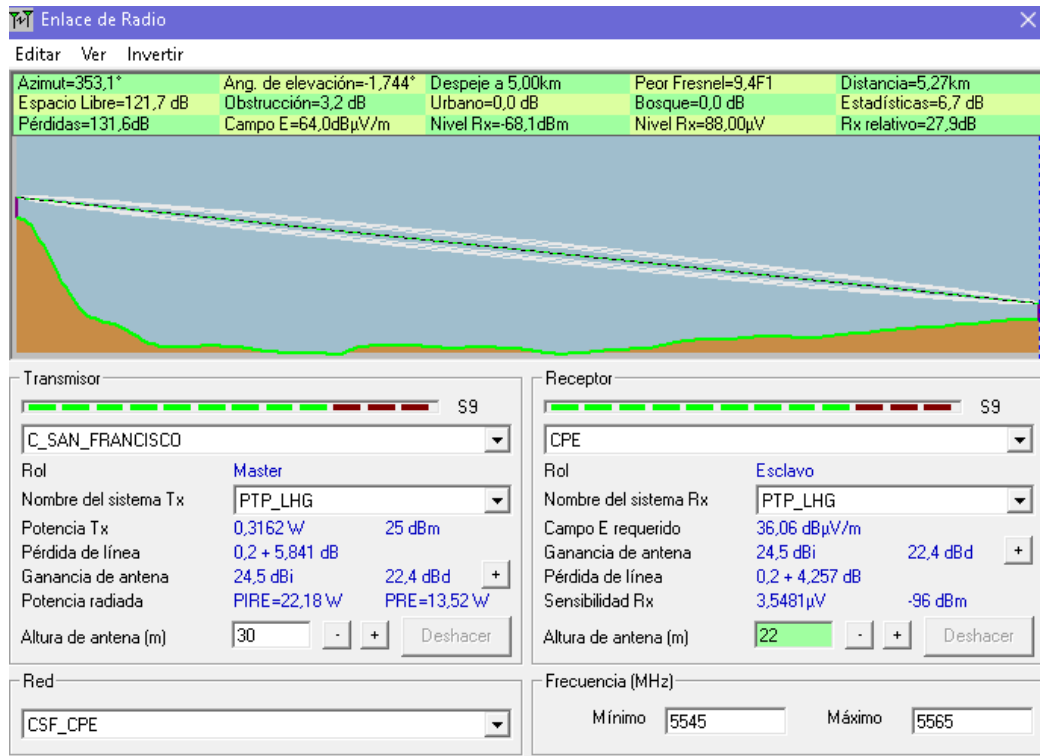 Enlace de Radio
Editar Ver Invertir
Azimut=353,1° Ang. de elevación=-1,744° Despeje a 5,00km Peor Fresnel=9,4F1 Distancia=5,27km
Espacio Libre=121,7 dB Obstrucción=3,2 dB Urbano=0,0 dB Bosque=0,0 dB Estadísticas=6,7 dB
Pérdidas=131,6dB Campo E=64,0dBµV/m Nivel Rx=-68,1dBm Nivel Rx=88,00µV Rx relativo=27,9dB
Transmisor
S9
C_SAN_FRANCISCO
Rol Master
Nombre del sistema Tx PTP_LHG
Potencia Tx 0,3162 W 25 dBm
Pérdida de línea 0,2 + 5,841 dB
Ganancia de antena 24,5 dBi 22,4 dBd +
Potencia radiada PIRE=22,18 W PRE=13,52 W
Altura de antena (m) 30 - + Deshacer
Red
CSF_CPE
Receptor
S9
CPE
Rol Esclavo
Nombre del sistema Rx PTP_LHG
Campo E requerido 36,06 dBµV/m
Ganancia de antena 24,5 dBi 22,4 dBd +
Pérdida de línea 0,2 + 4,257 dB
Sensibilidad Rx 3,5481µV -96 dBm
Altura de antena (m) 22 - + Deshacer
Frecuencia (MHz)
Mínimo 5545 Máximo 5565